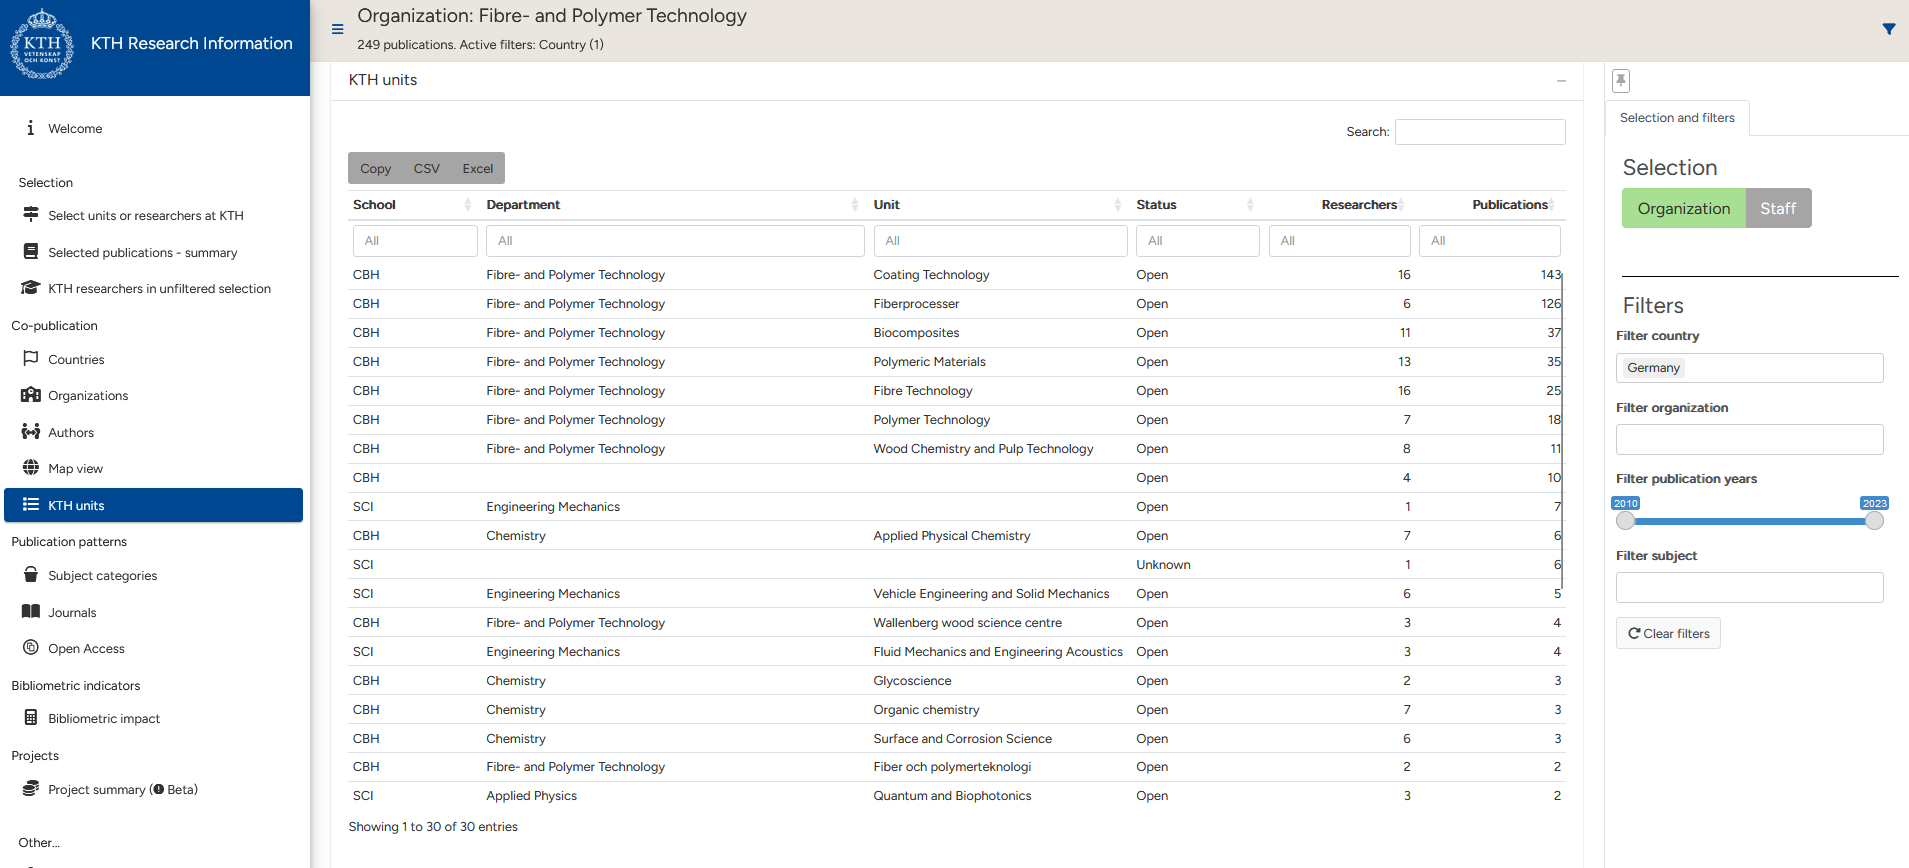 KTH
VETENSKAP
OCH KONST
KTH Research Information
Welcome
Selection
Select units or researchers at KTH
Selected publications - summary
KTH researchers in unfiltered selection
Co-publication
Countries
Organizations
Authors
Map view
KTH units
Publication patterns
Subject categories
Journals
Open Access
Bibliometric indicators
Bibliometric impact
Projects
Project summary (Beta)
Other...
Organization: Fibre- and Polymer Technology
249 publications. Active filters: Country (1)
KTH units
Search:
Copy CSV Excel
School Department Unit Status Researchers Publications
All All All All All All
CBH Fibre- and Polymer Technology Coating Technology Open 16 143
CBH Fibre- and Polymer Technology Fiberprocesser Open 6 126
CBH Fibre- and Polymer Technology Biocomposites Open 11 37
CBH Fibre- and Polymer Technology Polymeric Materials Open 13 35
CBH Fibre- and Polymer Technology Fibre Technology Open 16 25
CBH Fibre- and Polymer Technology Polymer Technology Open 7 18
CBH Fibre- and Polymer Technology Wood Chemistry and Pulp Technology Open 8 11
CBH Open 4 10
SCI Engineering Mechanics Open 1 7
CBH Chemistry Applied Physical Chemistry Open 7 6
SCI Unknown 1 6
SCI Engineering Mechanics Vehicle Engineering and Solid Mechanics Open 6 5
CBH Fibre- and Polymer Technology Wallenberg wood science centre Open 3 4
SCI Engineering Mechanics Fluid Mechanics and Engineering Acoustics Open 3 4
CBH Chemistry Glycoscience Open 2 3
CBH Chemistry Organic chemistry Open 7 3
CBH Chemistry Surface and Corrosion Science Open 6 3
CBH Fibre- and Polymer Technology Fiber och polymerteknologi Open 2 2
SCI Applied Physics Quantum and Biophotonics Open 3 2
Showing 1 to 30 of 30 entries
Selection and filters
Selection
Organization Staff
Filters
Filter country
Germany
Filter organization
Filter publication years
2010 2023
Filter subject
Clear filters